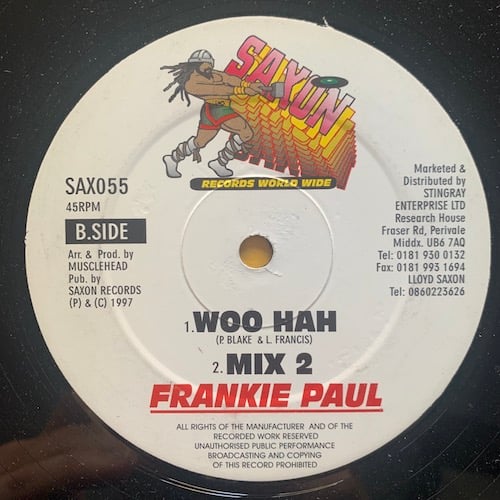 SAXON
RECORDS WORLD WIDE
SAX055
45RPM
B.SIDE
Arr. & Prod. by
MUSCLEHEAD
Pub. by
SAXON RECORDS
(P) & (C) 1997
Marketed &
Distributed by
STINGRAY
ENTERPRISE LTD
Research House
Fraser Rd, Perivale
Middx. UB6 7AQ
Tel: 0181 930 0132
Fax: 0181 993 1694
LLOYD SAXON
Tel: 0860223626
1.WOO HAH
(P. BLAKE & L. FRANCIS)
2. MIX 2
FRANKIE PAUL
ALL RIGHTS OF THE MANUFACTURER AND OF THE
RECORDED WORK RESERVED
UNAUTHORISED PUBLIC PERFORMANCE
BROADCASTING AND COPYING
OF THIS RECORD PROHIBITED